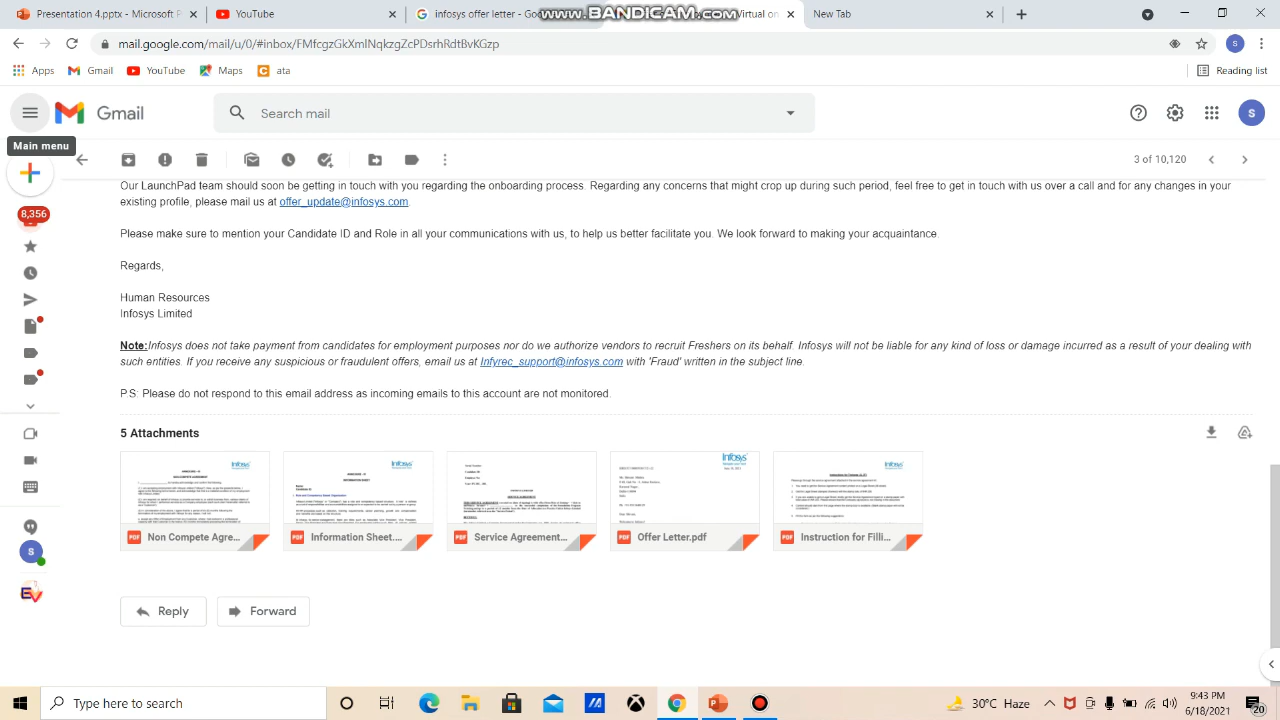 Infosys offer letter - Goo
Virtual on
New Tab
www.BANDICAM.com
mail.google.com/mail/u/0/#inbox/FMfcgzGkXmNqkzgZcPDsrhRdtBvKGzp
S
Apps
Gmail
YouTube
Maps
ata
Reading list
Gmail
Search mail
S
Main menu
3 of 10,120
8,356
Our LaunchPad team should soon be getting in touch with you regarding the onboarding process. Regarding any concerns that might crop up during such period, feel free to get in touch with us over a call and for any changes in your
existing profile, please mail us at offer_update@infosys.com.
Please make sure to mention your Candidate ID and Role in all your communications with us, to help us better facilitate you. We look forward to making your acquaintance.
Regards,
Human Resources
Infosys Limited
Note: Infosys does not take payment from candidates for employment purposes nor do we authorize vendors to recruit Freshers on its behalf. Infosys will not be liable for any kind of loss or damage incurred as a result of your dealing with
such entities. If you receive any suspicious or fraudulent offers, email us at Infyrec_support@infosys.com with 'Fraud' written in the subject line.
P.S: Please do not respond to this email address as incoming emails to this account are not monitored.
5 Attachments
Infosys
INFORMATION SHEET
SERVICE AGREEMENT
PDF Non Compete Agre...
PDF Information Sheet....
PDF Service Agreement...
PDF Offer Letter.pdf
PDF Instruction for Filli...
S
Reply
Forward
Type here to search
30°C Haze
9:43 PM
6/18/2021
20